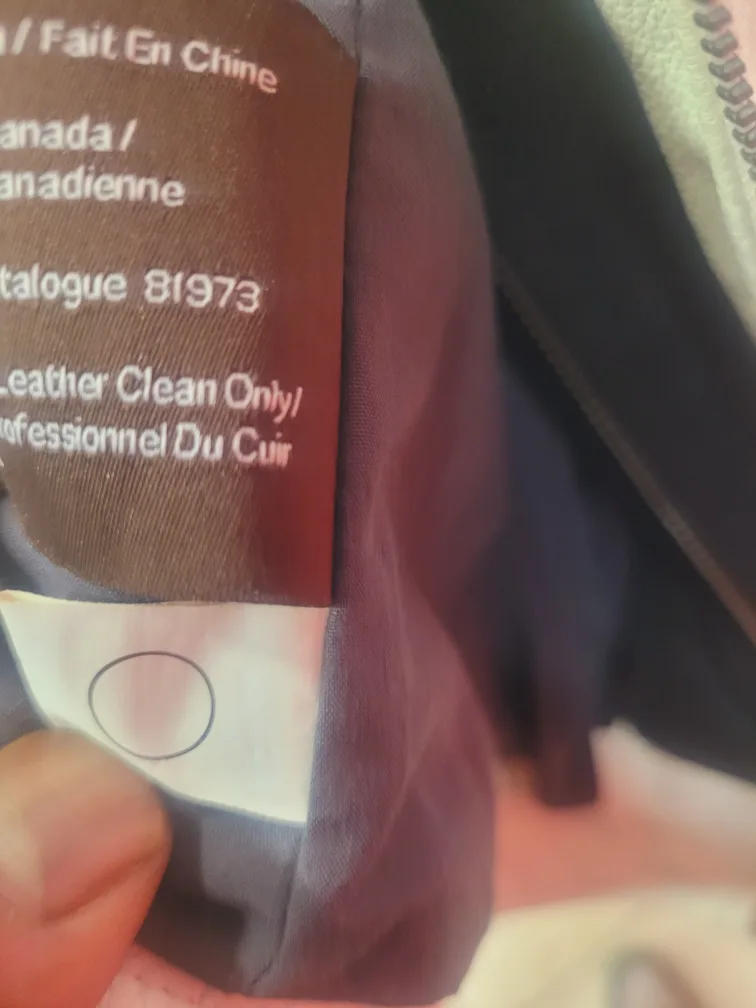 / Fait En Chine
anada /
anadienne
talogue 81973
Leather Clean Only/
ofessionnel Du Cuir